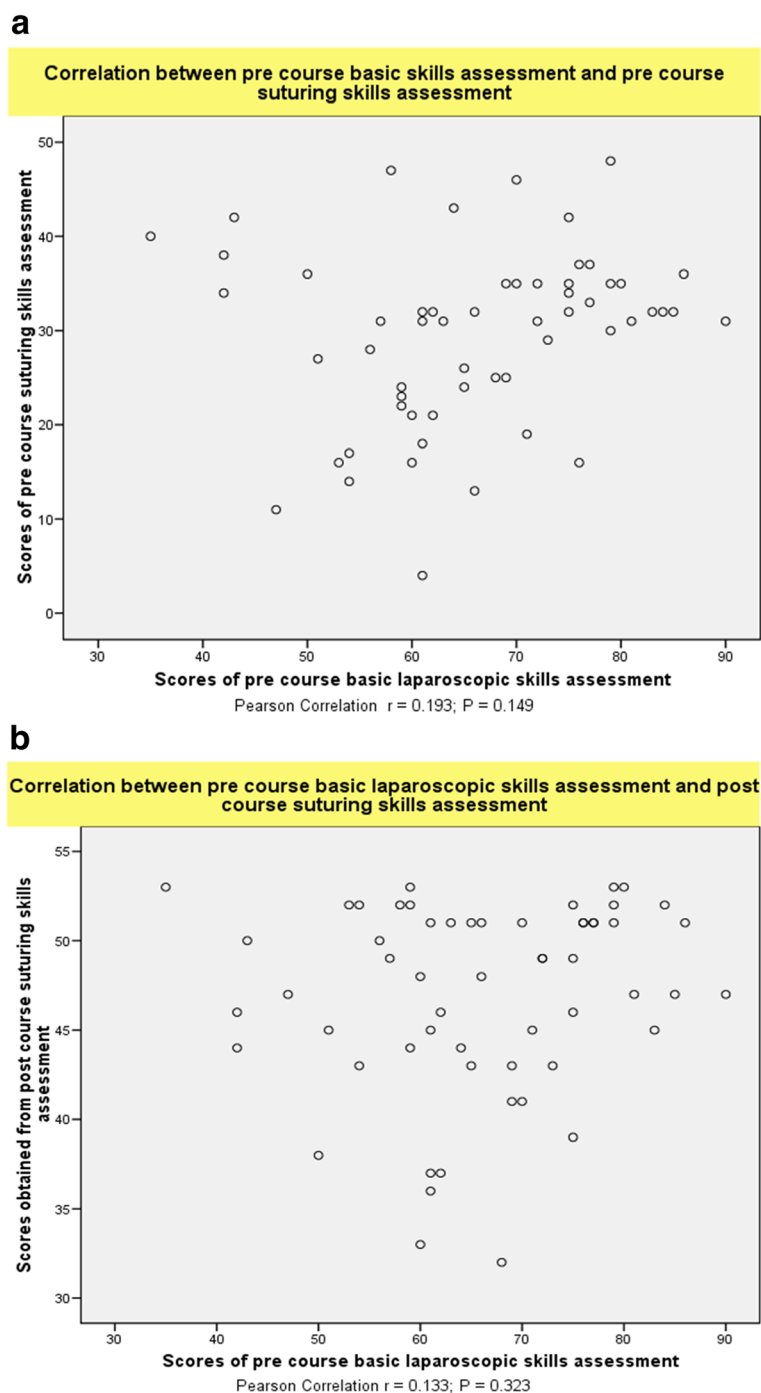 a
Correlation between pre course basic skills assessment and pre course
suturing skills assessment
Scores of pre course suturing skills assessment
50
40
30
20
10
0
30 40 50 60 70 80 90
Scores of pre course basic laparoscopic skills assessment
Pearson Correlation r = 0.193; P = 0.149
b
Correlation between pre course basic laparoscopic skills assessment and post
course suturing skills assessment
Scores obtained from post course suturing skills
assessment
55
50
45
40
35
30
30 40 50 60 70 80 90
Scores of pre course basic laparoscopic skills assessment
Pearson Correlation r = 0.133; P = 0.323